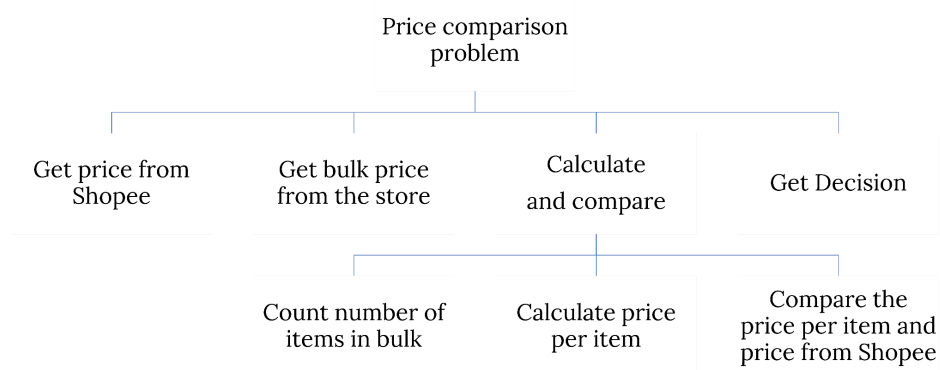 Price comparison
problem
Get price from
Shopee
Get bulk price
from the store
Calculate
and compare
Get Decision
Count number of
items in bulk
Calculate price
per item
Compare the
price per item and
price from Shopee